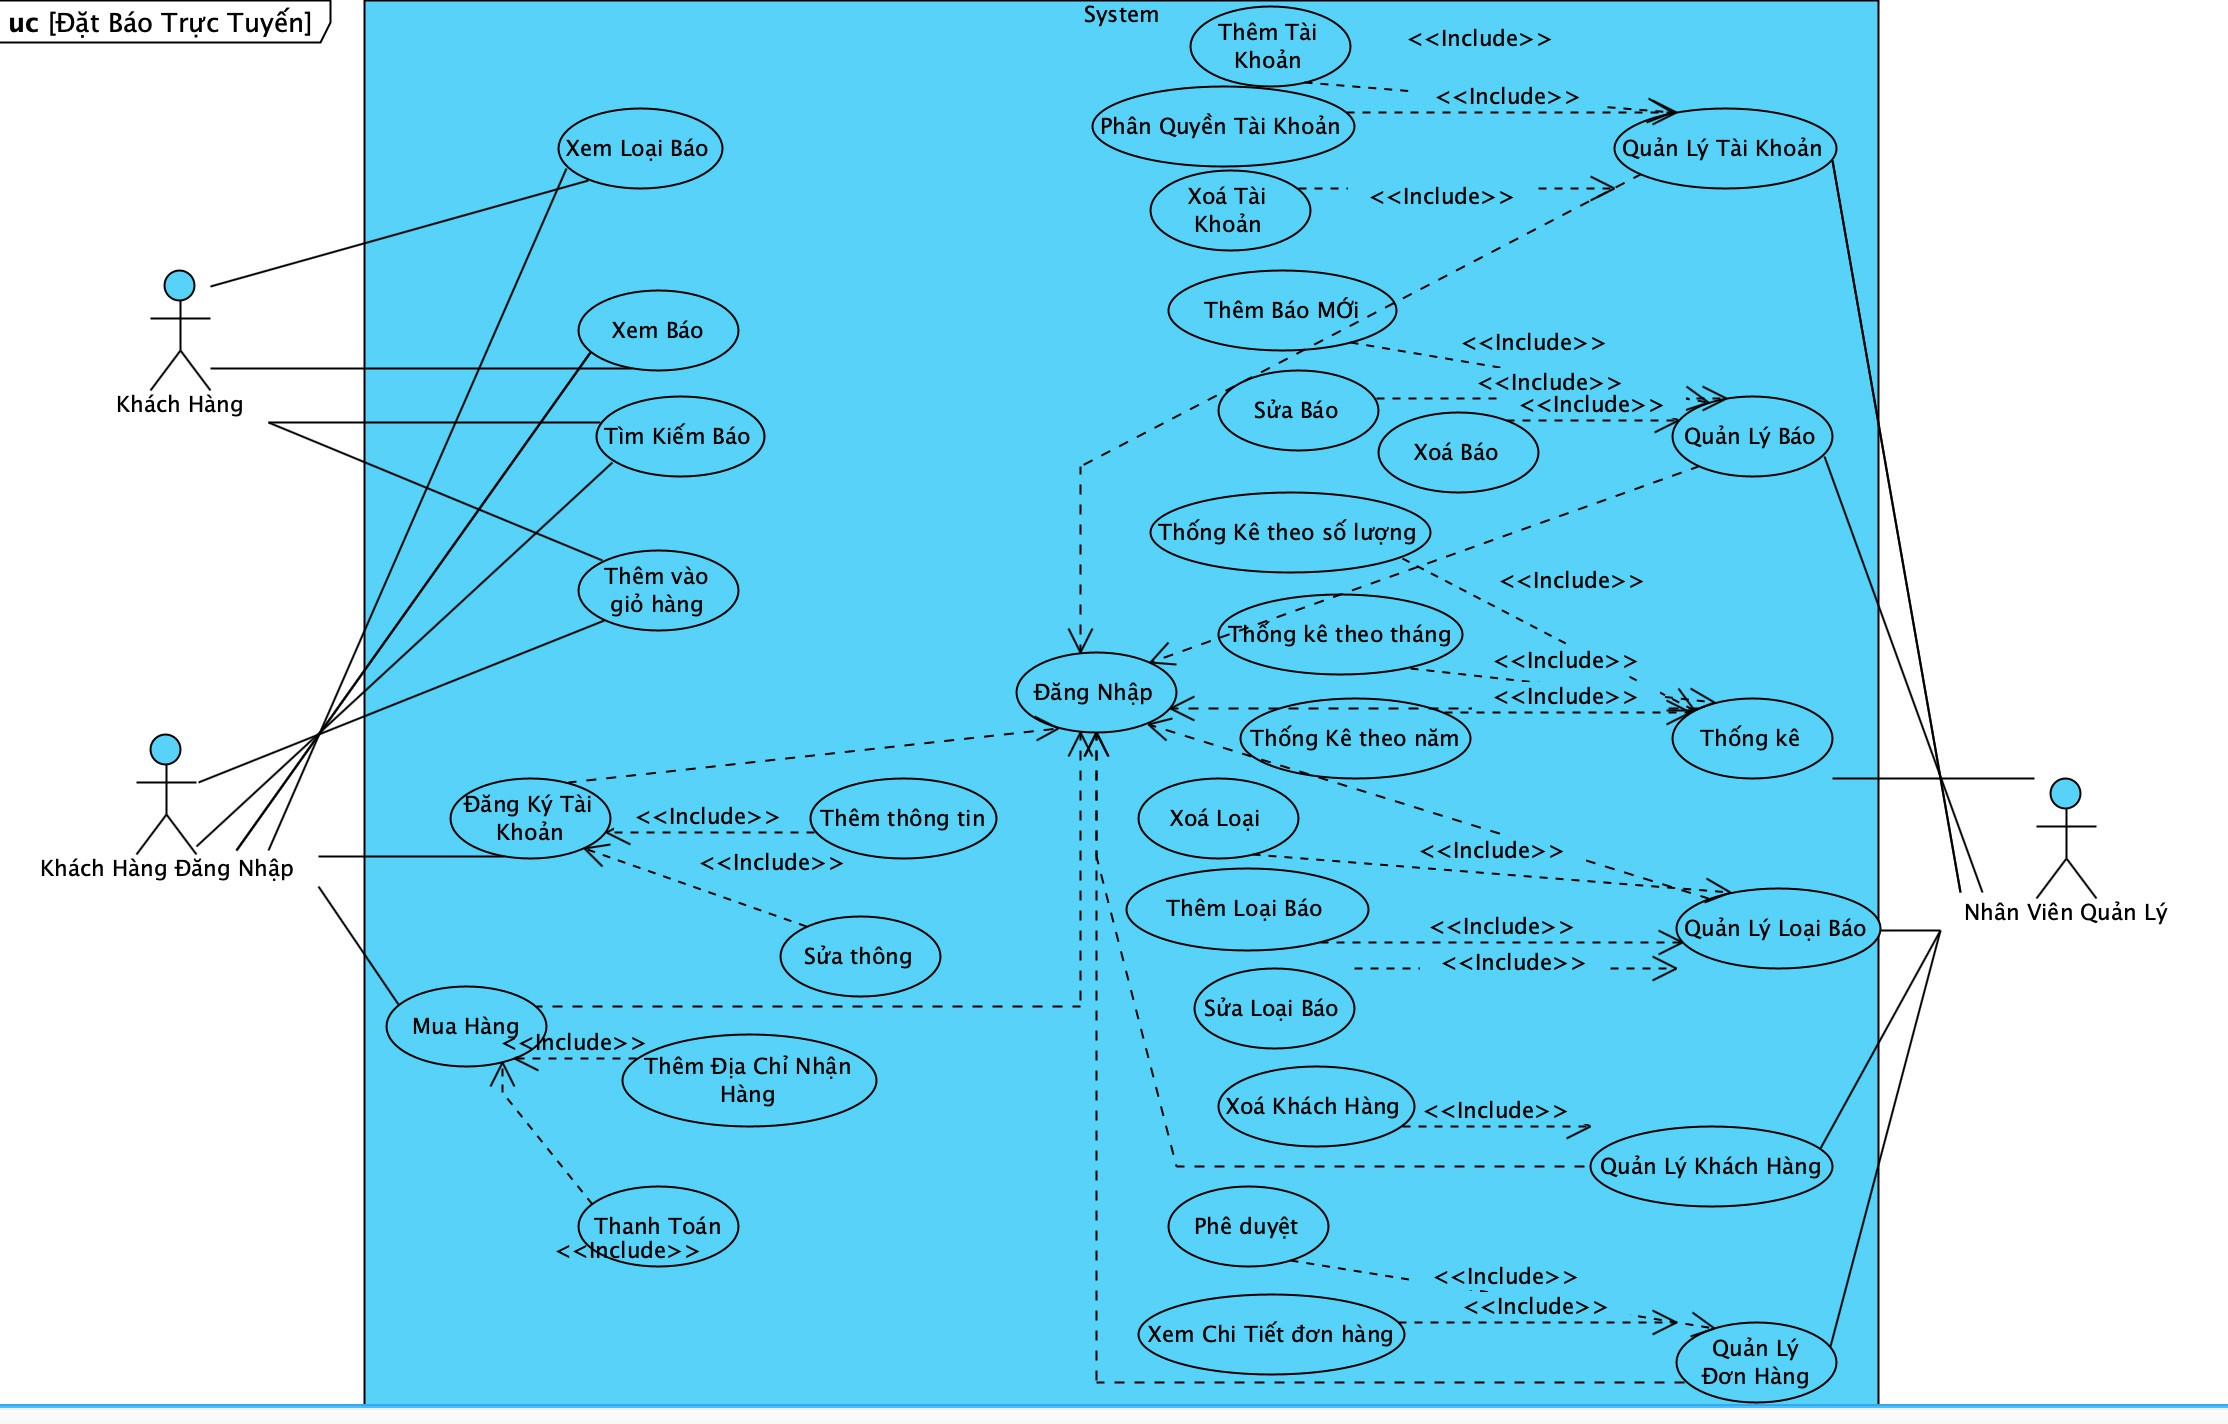 uc [Đặt Báo Trực Tuyến]
System
Thêm Tài
Khoản
<<Include>>
Phân Quyền Tài Khoản
<<Include>>
Xem Loại Báo
Quản Lý Tài Khoản
Xoá Tài
Khoản
<<Include>>
Thêm Báo MỚi
<<Include>>
Xem Báo
Khách Hàng
Sửa Báo
<<Include>>
<<Include>>
Tìm Kiếm Báo
Xoá Báo
Quản Lý Báo
Thống Kê theo số lượng
<<Include>>
Thêm vào
giỏ hàng
Thống kê theo tháng
<<Include>>
Đăng Nhập
<<Include>>
Thống Kê theo năm
Thống kê
Đăng Ký Tài
Khoản
<<Include>>
Thêm thông tin
Xoá Loại
<<Include>>
<<Include>>
Khách Hàng Đăng Nhập
Thêm Loại Báo
Nhân Viên Quản Lý
<<Include>>
Quản Lý Loại Báo
Sửa thông
<<Include>>
Sửa Loại Báo
Mua Hàng
<<Include>>
Thêm Địa Chỉ Nhận
Hàng
Xoá Khách Hàng
<<Include>>
Quản Lý Khách Hàng
Thanh Toán
<<Include>>
Phê duyệt
<<Include>>
<<Include>>
Xem Chi Tiết đơn hàng
Quản Lý
Đơn Hàng